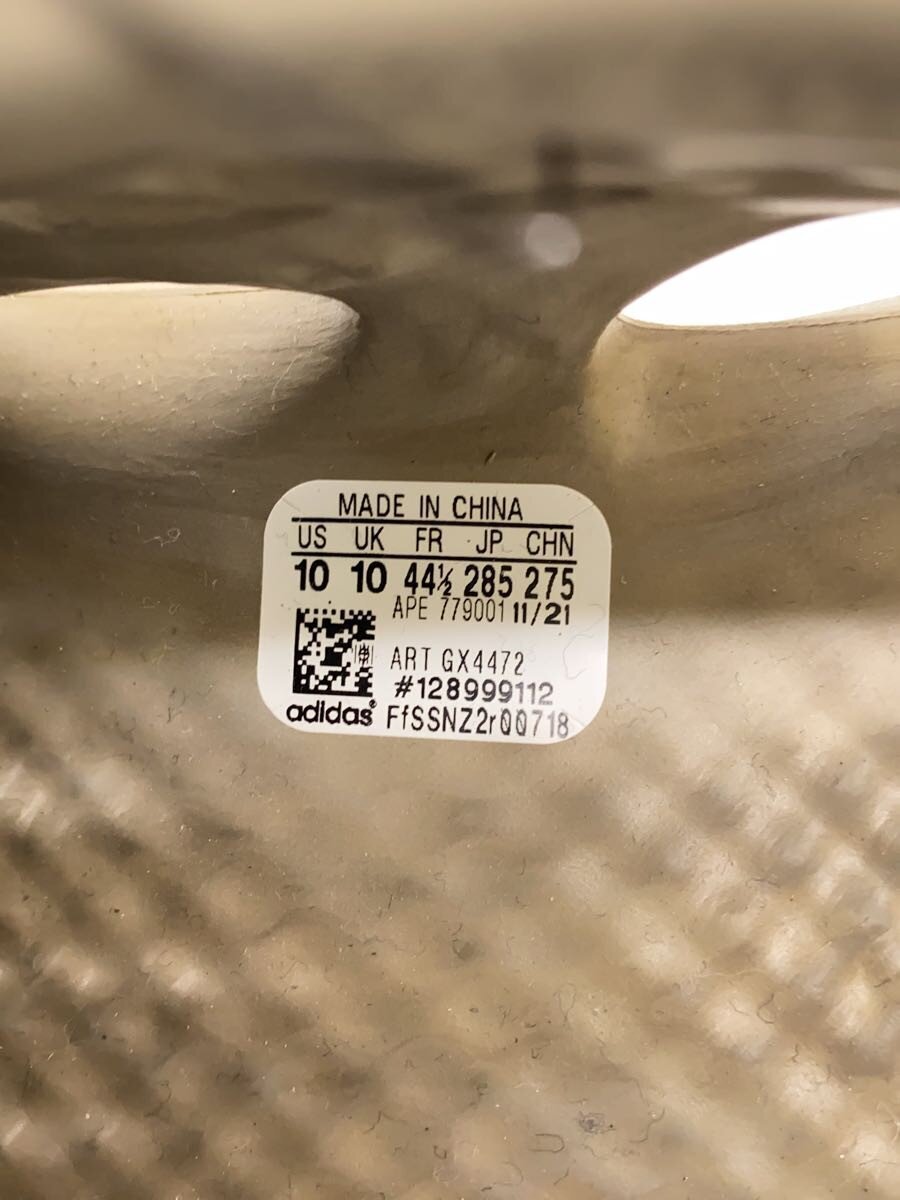 MADE IN CHINA
US UK FR JP CHN
10 10 44½ 285 275
APE 779001 11/21
ART GX4472
#128999112
adidas® FfSSNZ2r00718